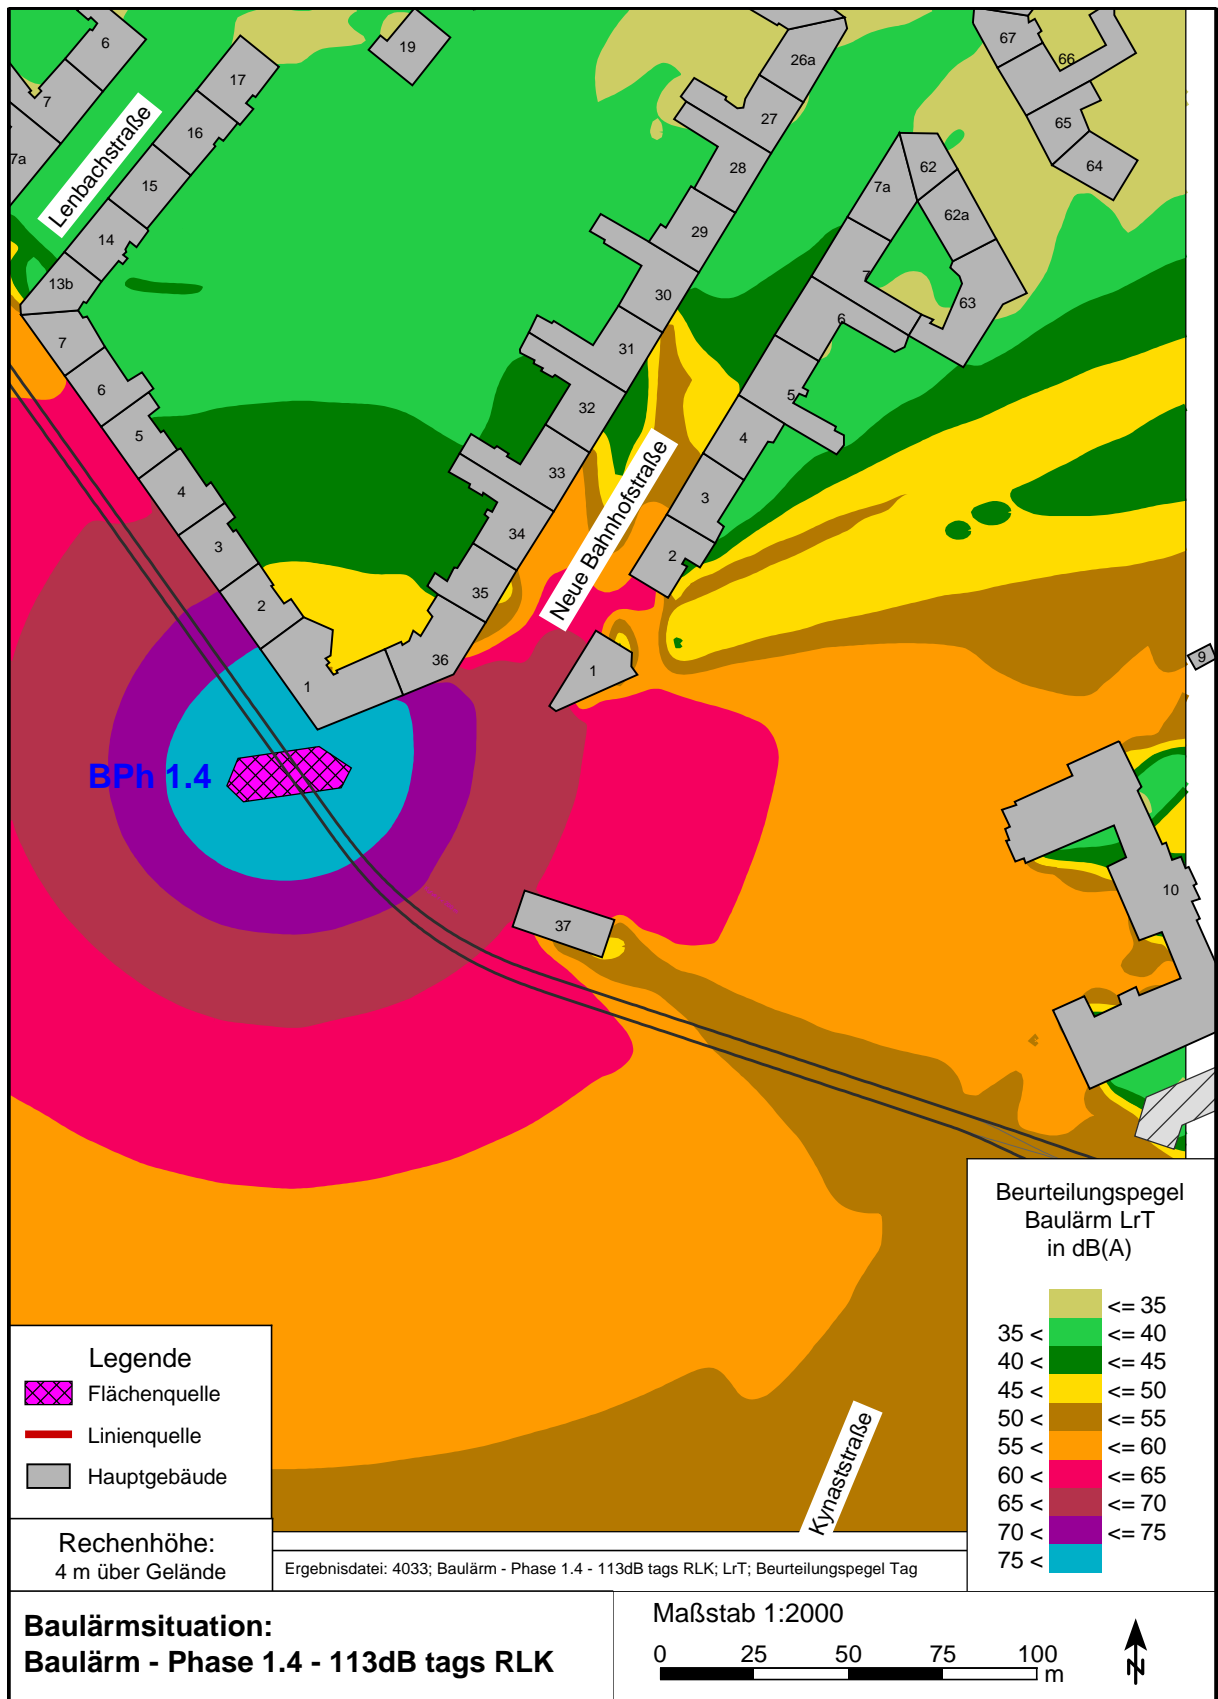 6
7
7a
17
16
15
14
13b
Lenbachstraße
19
26a
27
28
29
30
31
32
33
34
35
36
67
66
65
64
62
62a
63
7a
7
6
5
4
3
2
1
Neue Bahnhofstraße
7
6
5
4
3
2
1
9
10
37
BPh 1.4
Kynaststraße
Beurteilungspegel
Baulärm LrT
in dB(A)
<= 35
35 < <= 40
40 < <= 45
45 < <= 50
50 < <= 55
55 < <= 60
60 < <= 65
65 < <= 70
70 < <= 75
75 <
Legende
Flächenquelle
Linienquelle
Hauptgebäude
Rechenhöhe:
4 m über Gelände
Ergebnisdatei: 4033; Baulärm - Phase 1.4 - 113dB tags RLK; LrT; Beurteilungspegel Tag
Baulärmsituation:
Baulärm - Phase 1.4 - 113dB tags RLK
Maßstab 1:2000
0 25 50 75 100
m
N